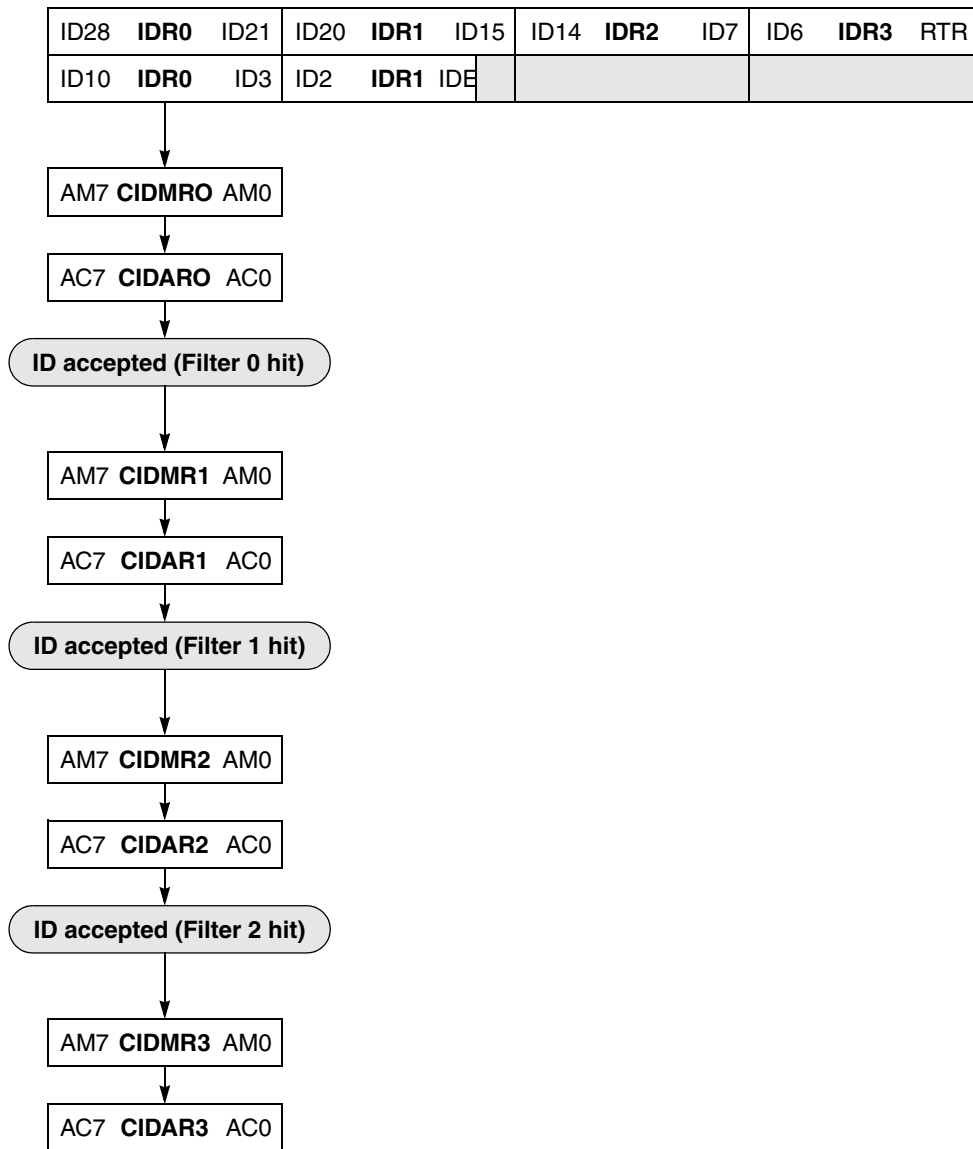 ID28 IDR0 ID21 ID20 IDR1 ID15 ID14 IDR2 ID7 ID6 IDR3 RTR
ID10 IDR0 ID3 ID2 IDR1 IDE
AM7 CIDMRO AM0
AC7 CIDARO AC0
ID accepted (Filter 0 hit)
AM7 CIDMR1 AM0
AC7 CIDAR1 AC0
ID accepted (Filter 1 hit)
AM7 CIDMR2 AM0
AC7 CIDAR2 AC0
ID accepted (Filter 2 hit)
AM7 CIDMR3 AM0
AC7 CIDAR3 AC0